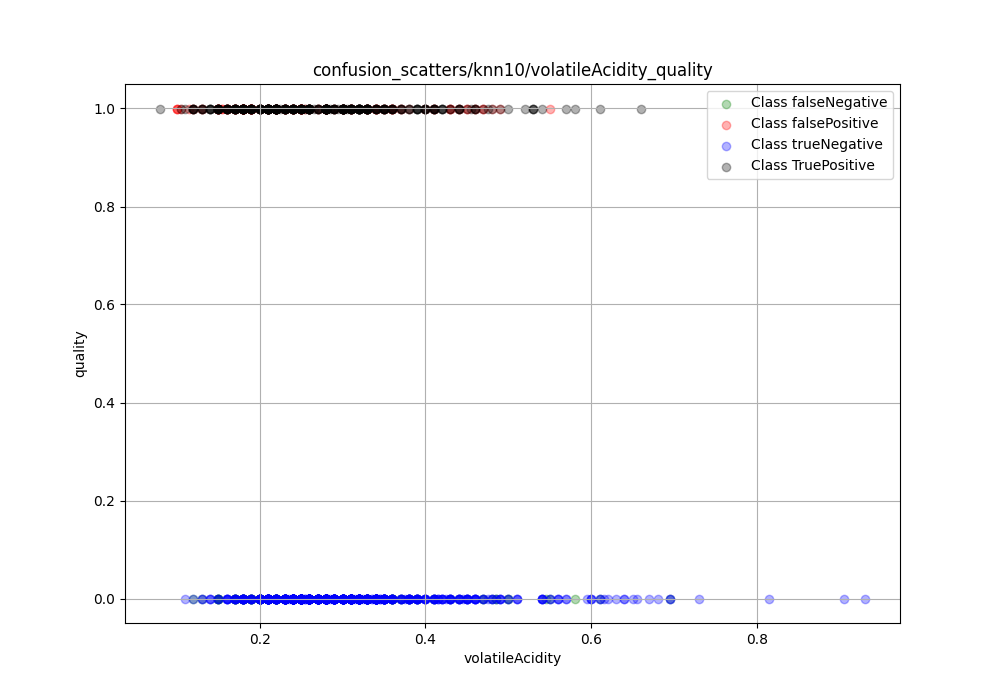 confusion_scatters/knn10/volatileAcidity_quality
1.0
0.8
0.6
0.4
0.2
0.0
quality
0.2
0.4
0.6
0.8
volatileAcidity
Class falseNegative
Class falsePositive
Class trueNegative
Class TruePositive